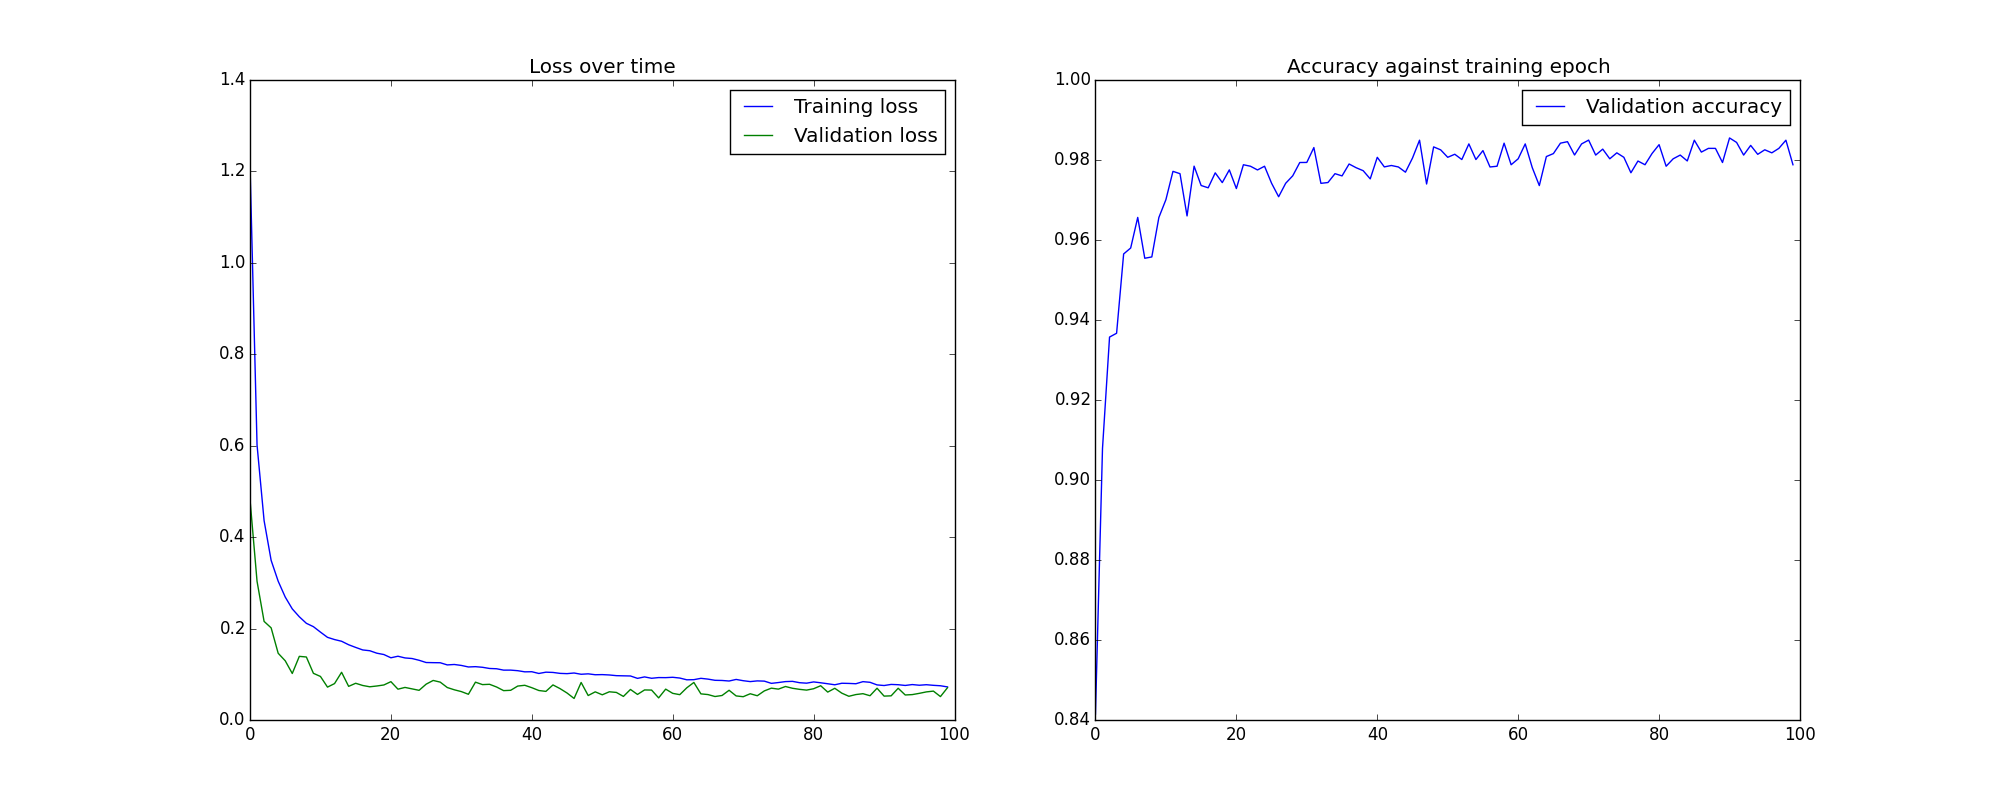 Loss over time
1.4
1.2
1.0
0.8
0.6
0.4
0.2
0.0
0 20 40 60 80 100
Training loss
Validation loss
Accuracy against training epoch
1.00
0.98
0.96
0.94
0.92
0.90
0.88
0.86
0.84
0 20 40 60 80 100
Validation accuracy